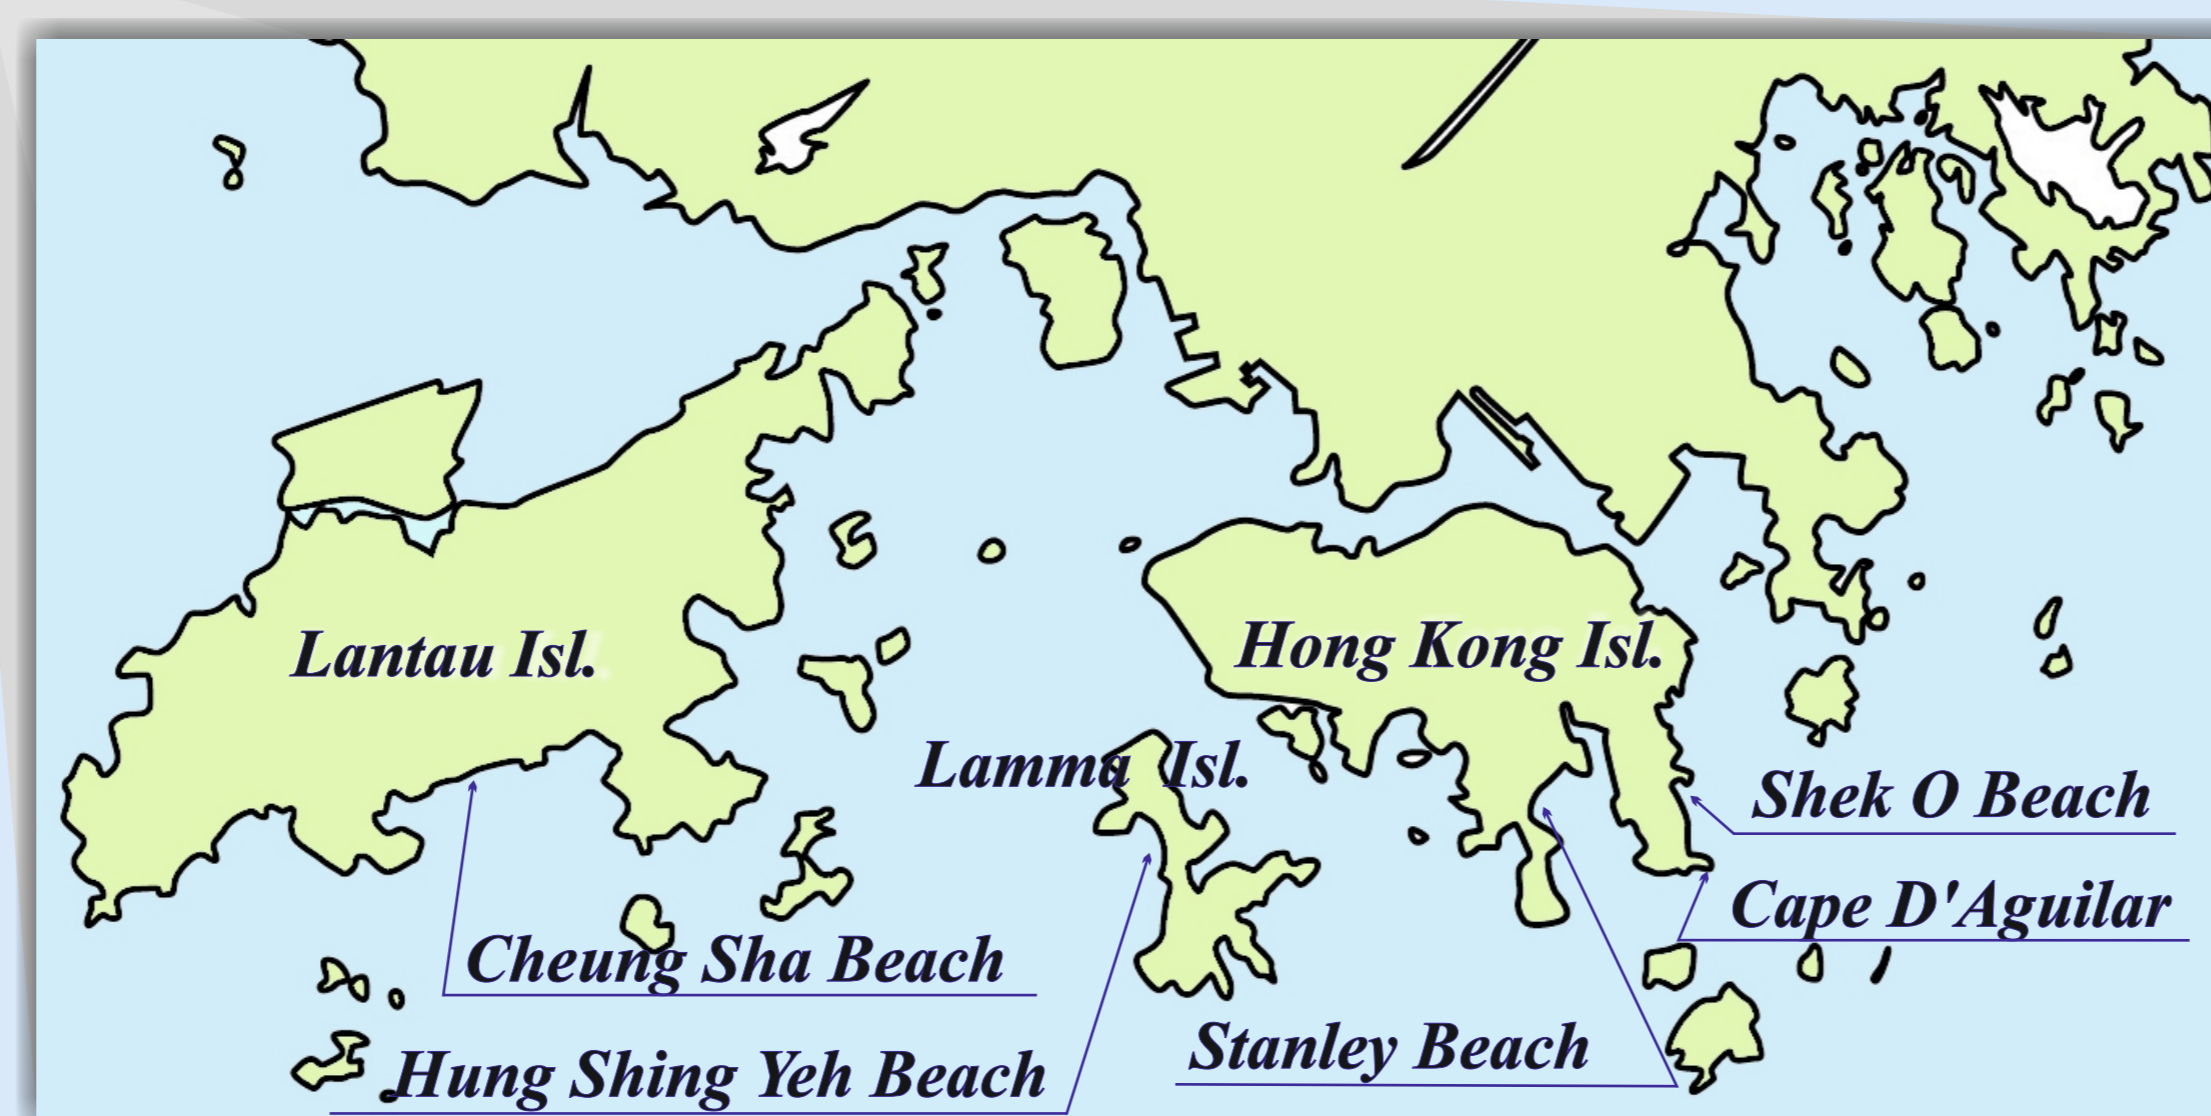 Lantau Isl.
Hong Kong Isl.
Lamma Isl.
Shek O Beach
Cape D'Aguilar
Cheung Sha Beach
Stanley Beach
Hung Shing Yeh Beach